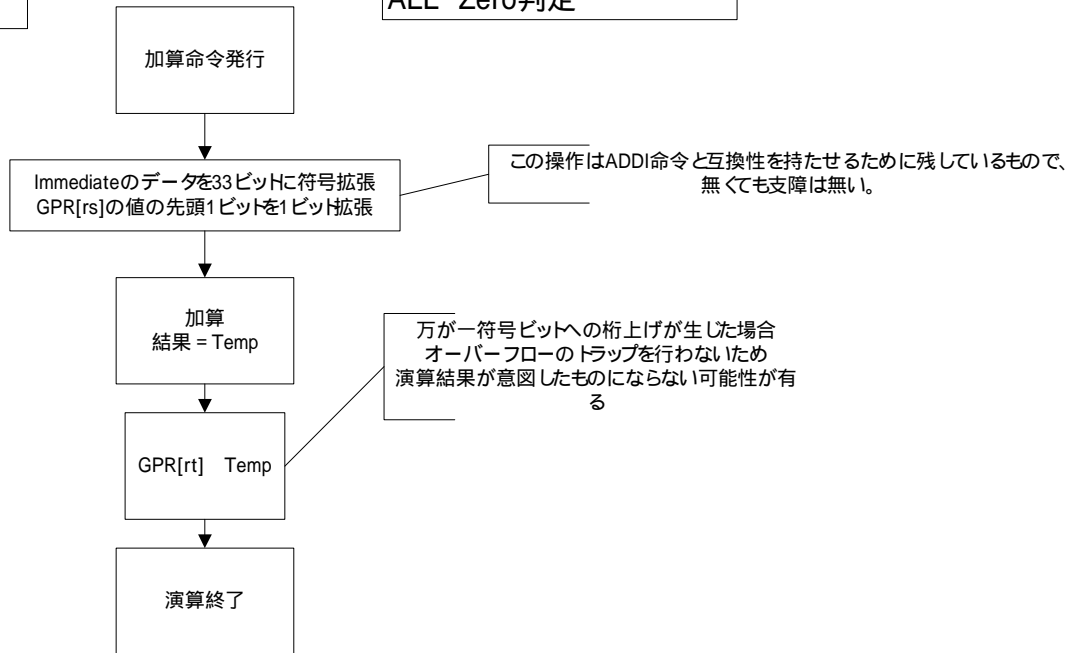 ALL Zero判定
加算命令発行
Immediateのデータを33ビットに符号拡張
GPR[rs]の値の先頭1ビットを1ビット拡張
この操作はADDI命令と互換性を持たせるために残しているもので、
無くても支障は無い。
加算
結果 = Temp
万が一符号ビットへの桁上げが生じた場合
オーバーフローのトラップを行わないため
演算結果が意図したものにならない可能性が有
る
GPR[rt] Temp
演算終了